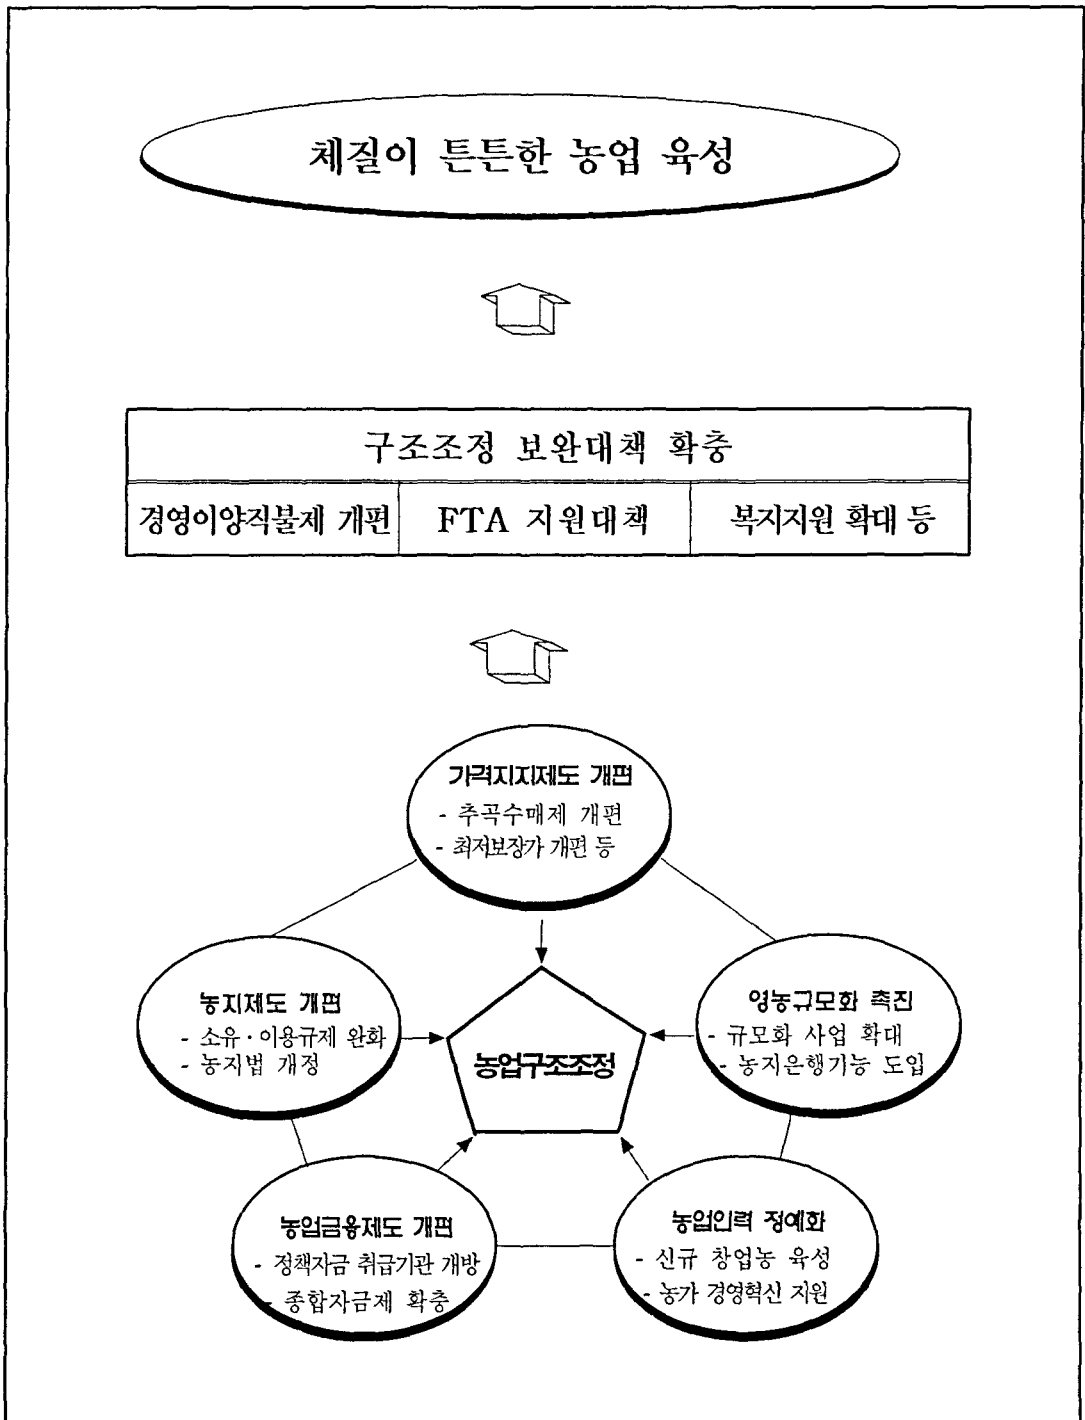 체질이 튼튼한 농업 육성
구조조정 보완대책 확충
경영이양직불제 개편
FTA 지원대책
복지지원 확대 등
가격지지제도 개편
- 추곡수매제 개편
- 최저보장가 개편 등
농지제도 개편
- 소유·이용규제 완화
- 농지법 개정
영농규모화 촉진
- 규모화 사업 확대
- 농지은행기능 도입
농업구조조정
농업금융제도 개편
- 정책자금 취급기관 개방
- 종합자금제 확충
농업인력 정예화
- 신규 창업농 육성
- 농가 경영혁신 지원